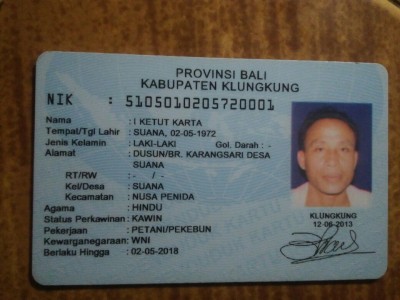 PROVINSI BALI
KABUPATEN KLUNGKUNG
NIK : 5105010205720001
Nama : I KETUT KARTA
Tempat/Tgl Lahir : SUANA, 02-05-1972
Jenis Kelamin : LAKI-LAKI Gol. Darah : -
Alamat : DUSUN/BR. KARANGSARI DESA
SUANA
RT/RW : - / -
Kel/Desa : SUANA
Kecamatan : NUSA PENIDA
Agama : HINDU
Status Perkawinan : KAWIN
Pekerjaan : PETANI/PEKEBUN
Kewarganegaraan : WNI
Berlaku Hingga : 02-05-2018
KLUNGKUNG
12-06-2013